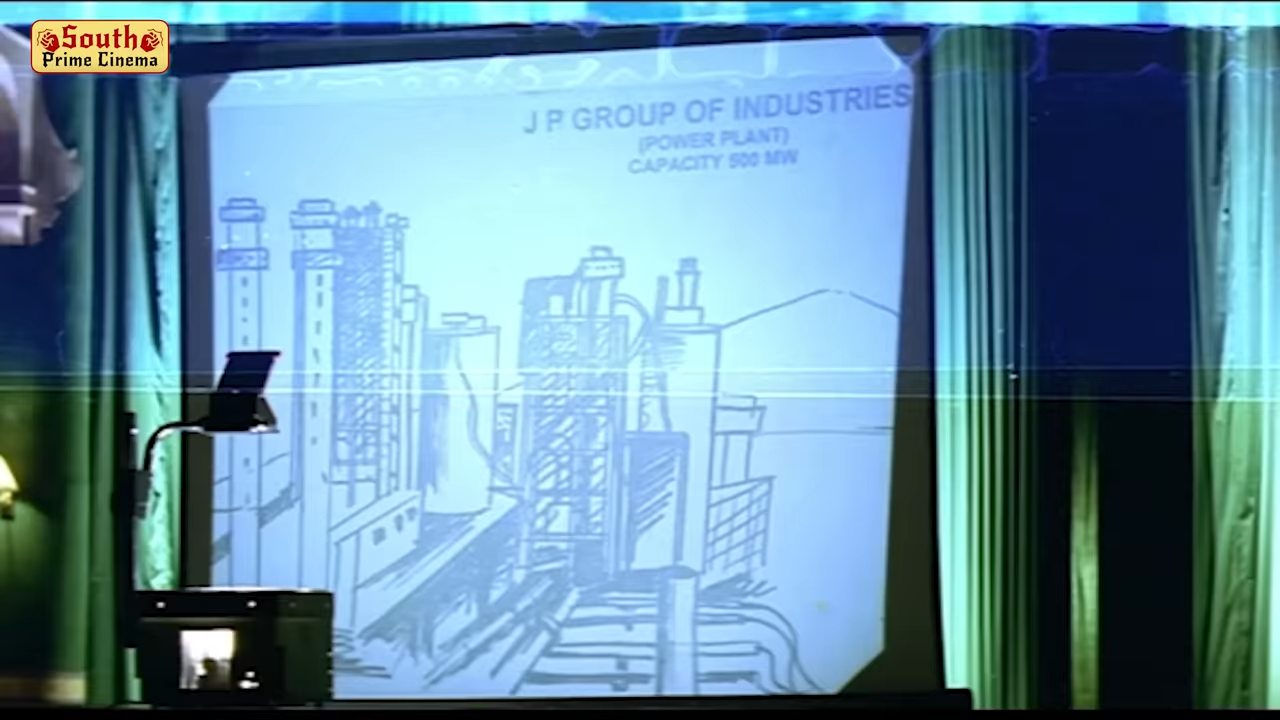 South
Prime Cinema
J P GROUP OF INDUSTRIES
(POWER PLANT)
CAPACITY 500 MW